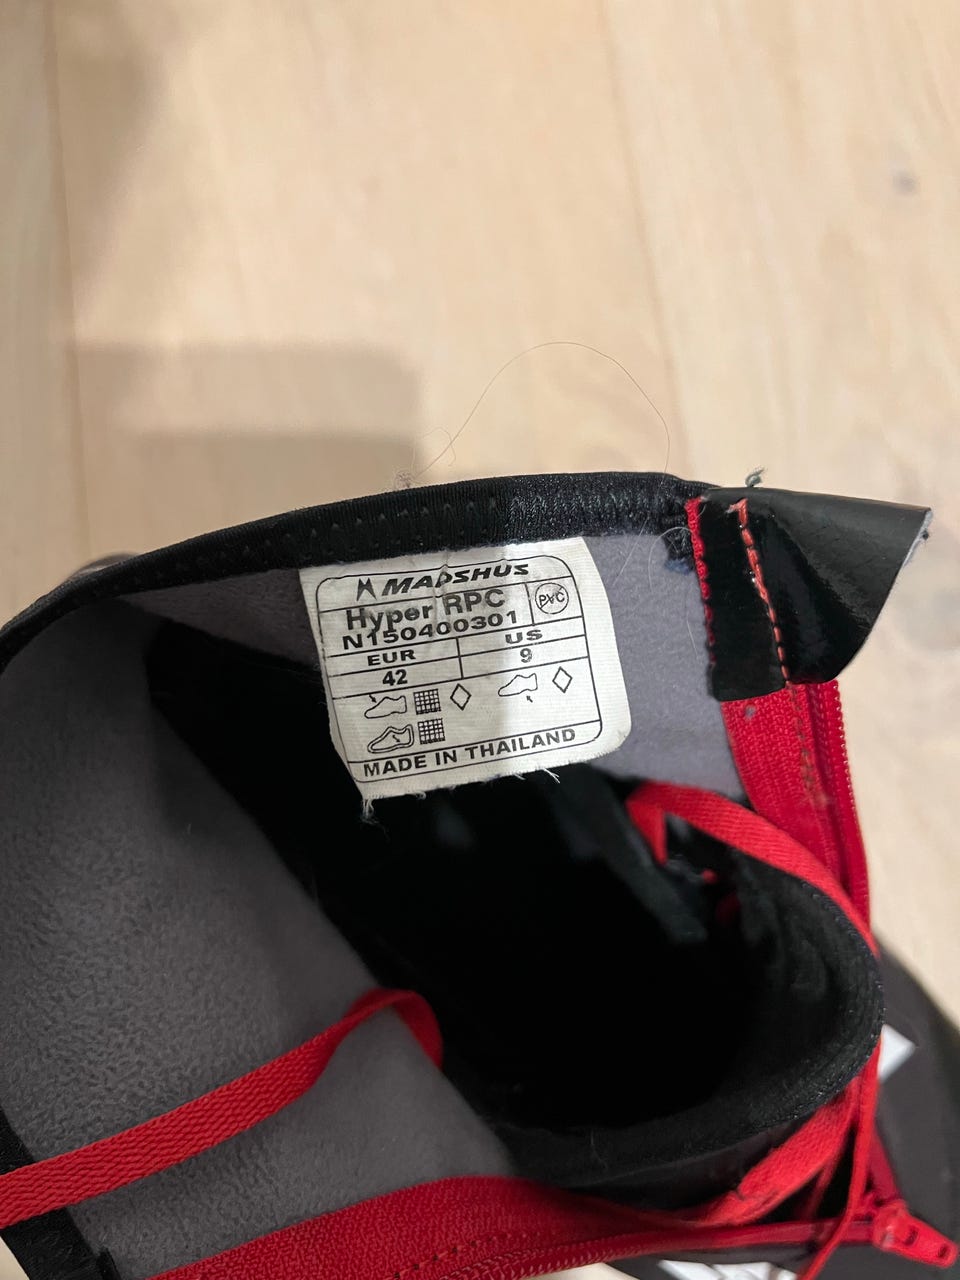 MADSHUS
Hyper RPC
PVC
N150400301
EUR US
42 9
MADE IN THAILAND